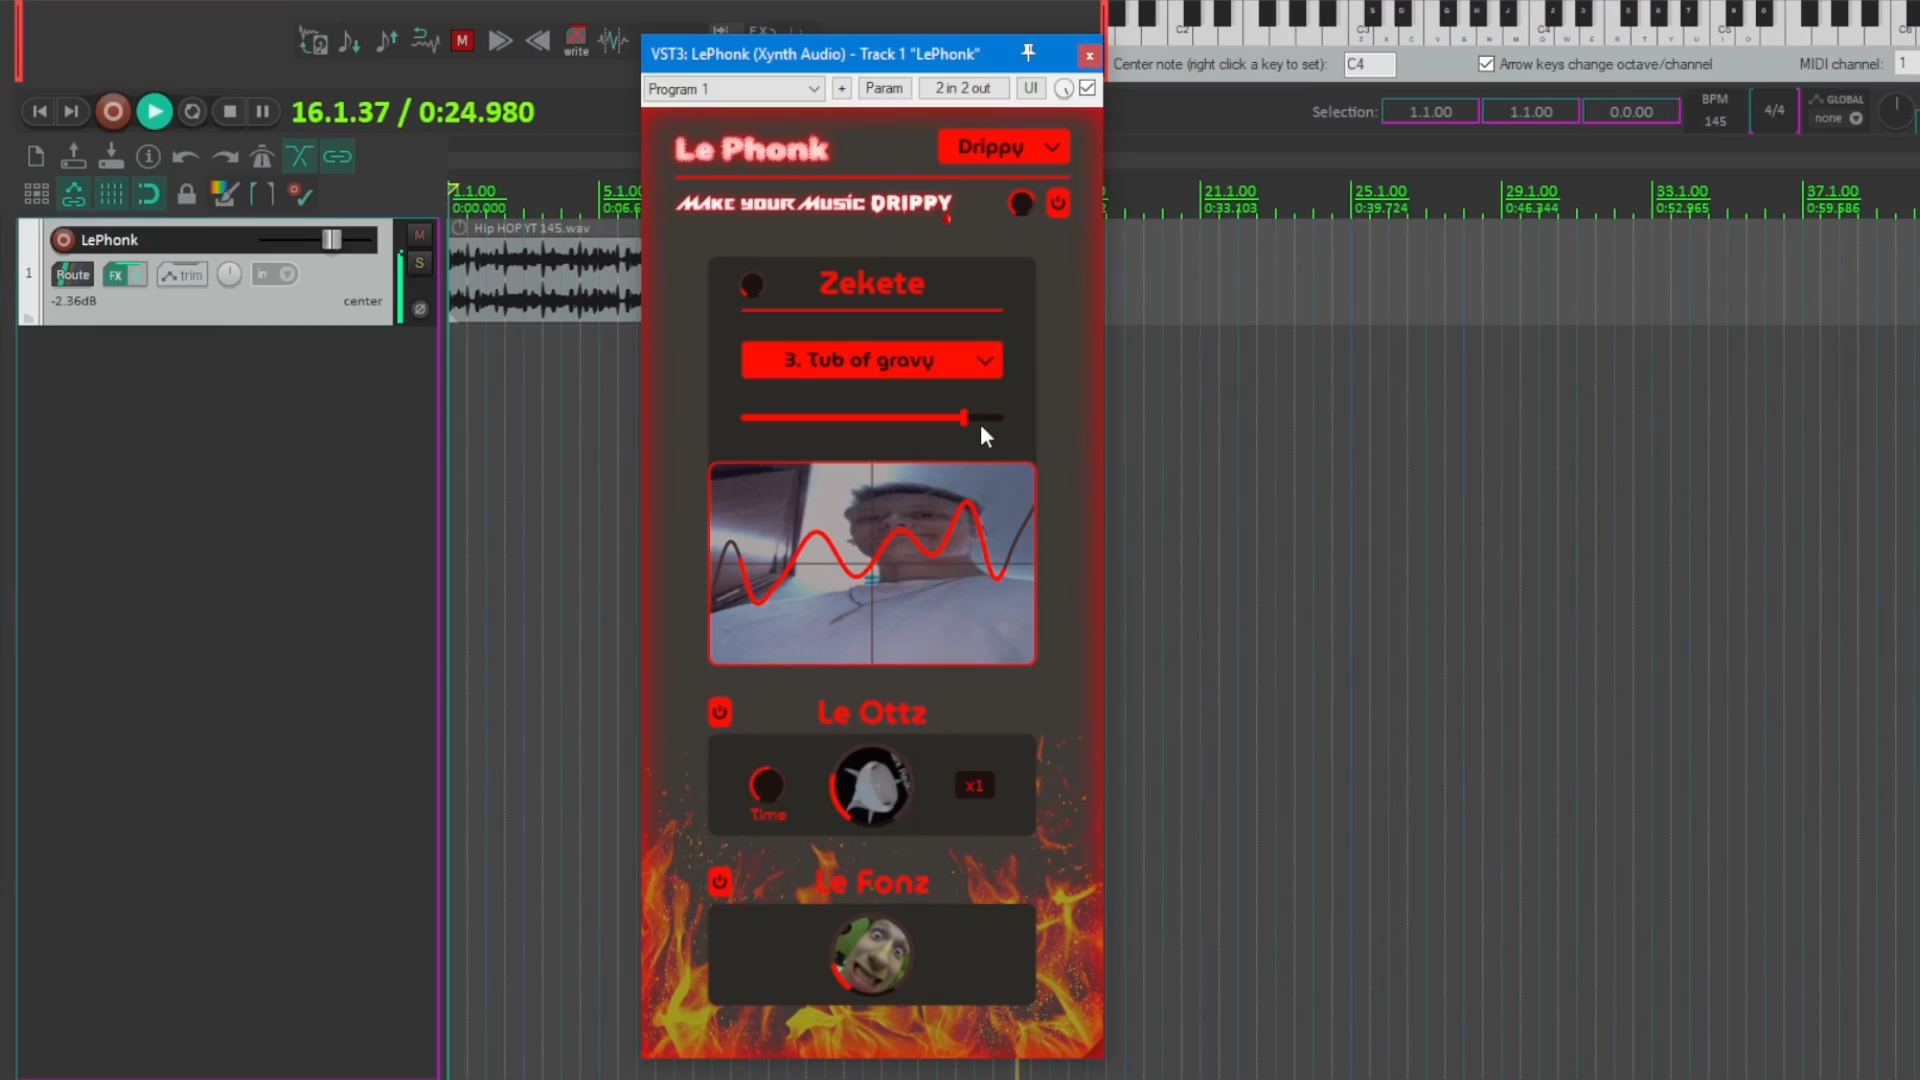 VST3: LePhonk (Xynth Audio) - Track 1 "LePhonk"
x
M
write
Center note (right click a key to set):
C4
Arrow keys change octave/channel
MIDI channel:
1
C2
Program 1
+
Param
2 in 2 out
UI
16.1.37 / 0:24.980
Selection:
1.1.00
1.1.00
0.0.00
BPM
145
4/4
GLOBAL
none
Le Phonk
Drippy
MAKE YOUR MUSIC DRIPPY
1.1.00
0:00.000
5.1.00
0:06.6
21.1.00
0:33.103
25.1.00
0:39.724
29.1.00
0:46.344
33.1.00
0:52.965
37.1.00
0:59.586
Hip HOP YT 145.wav
1
LePhonk
M
S
Route
FX
trim
in
-2.36dB
center
Zekete
3. Tub of gravy
Le Ottz
Time
x1
Le Fonz